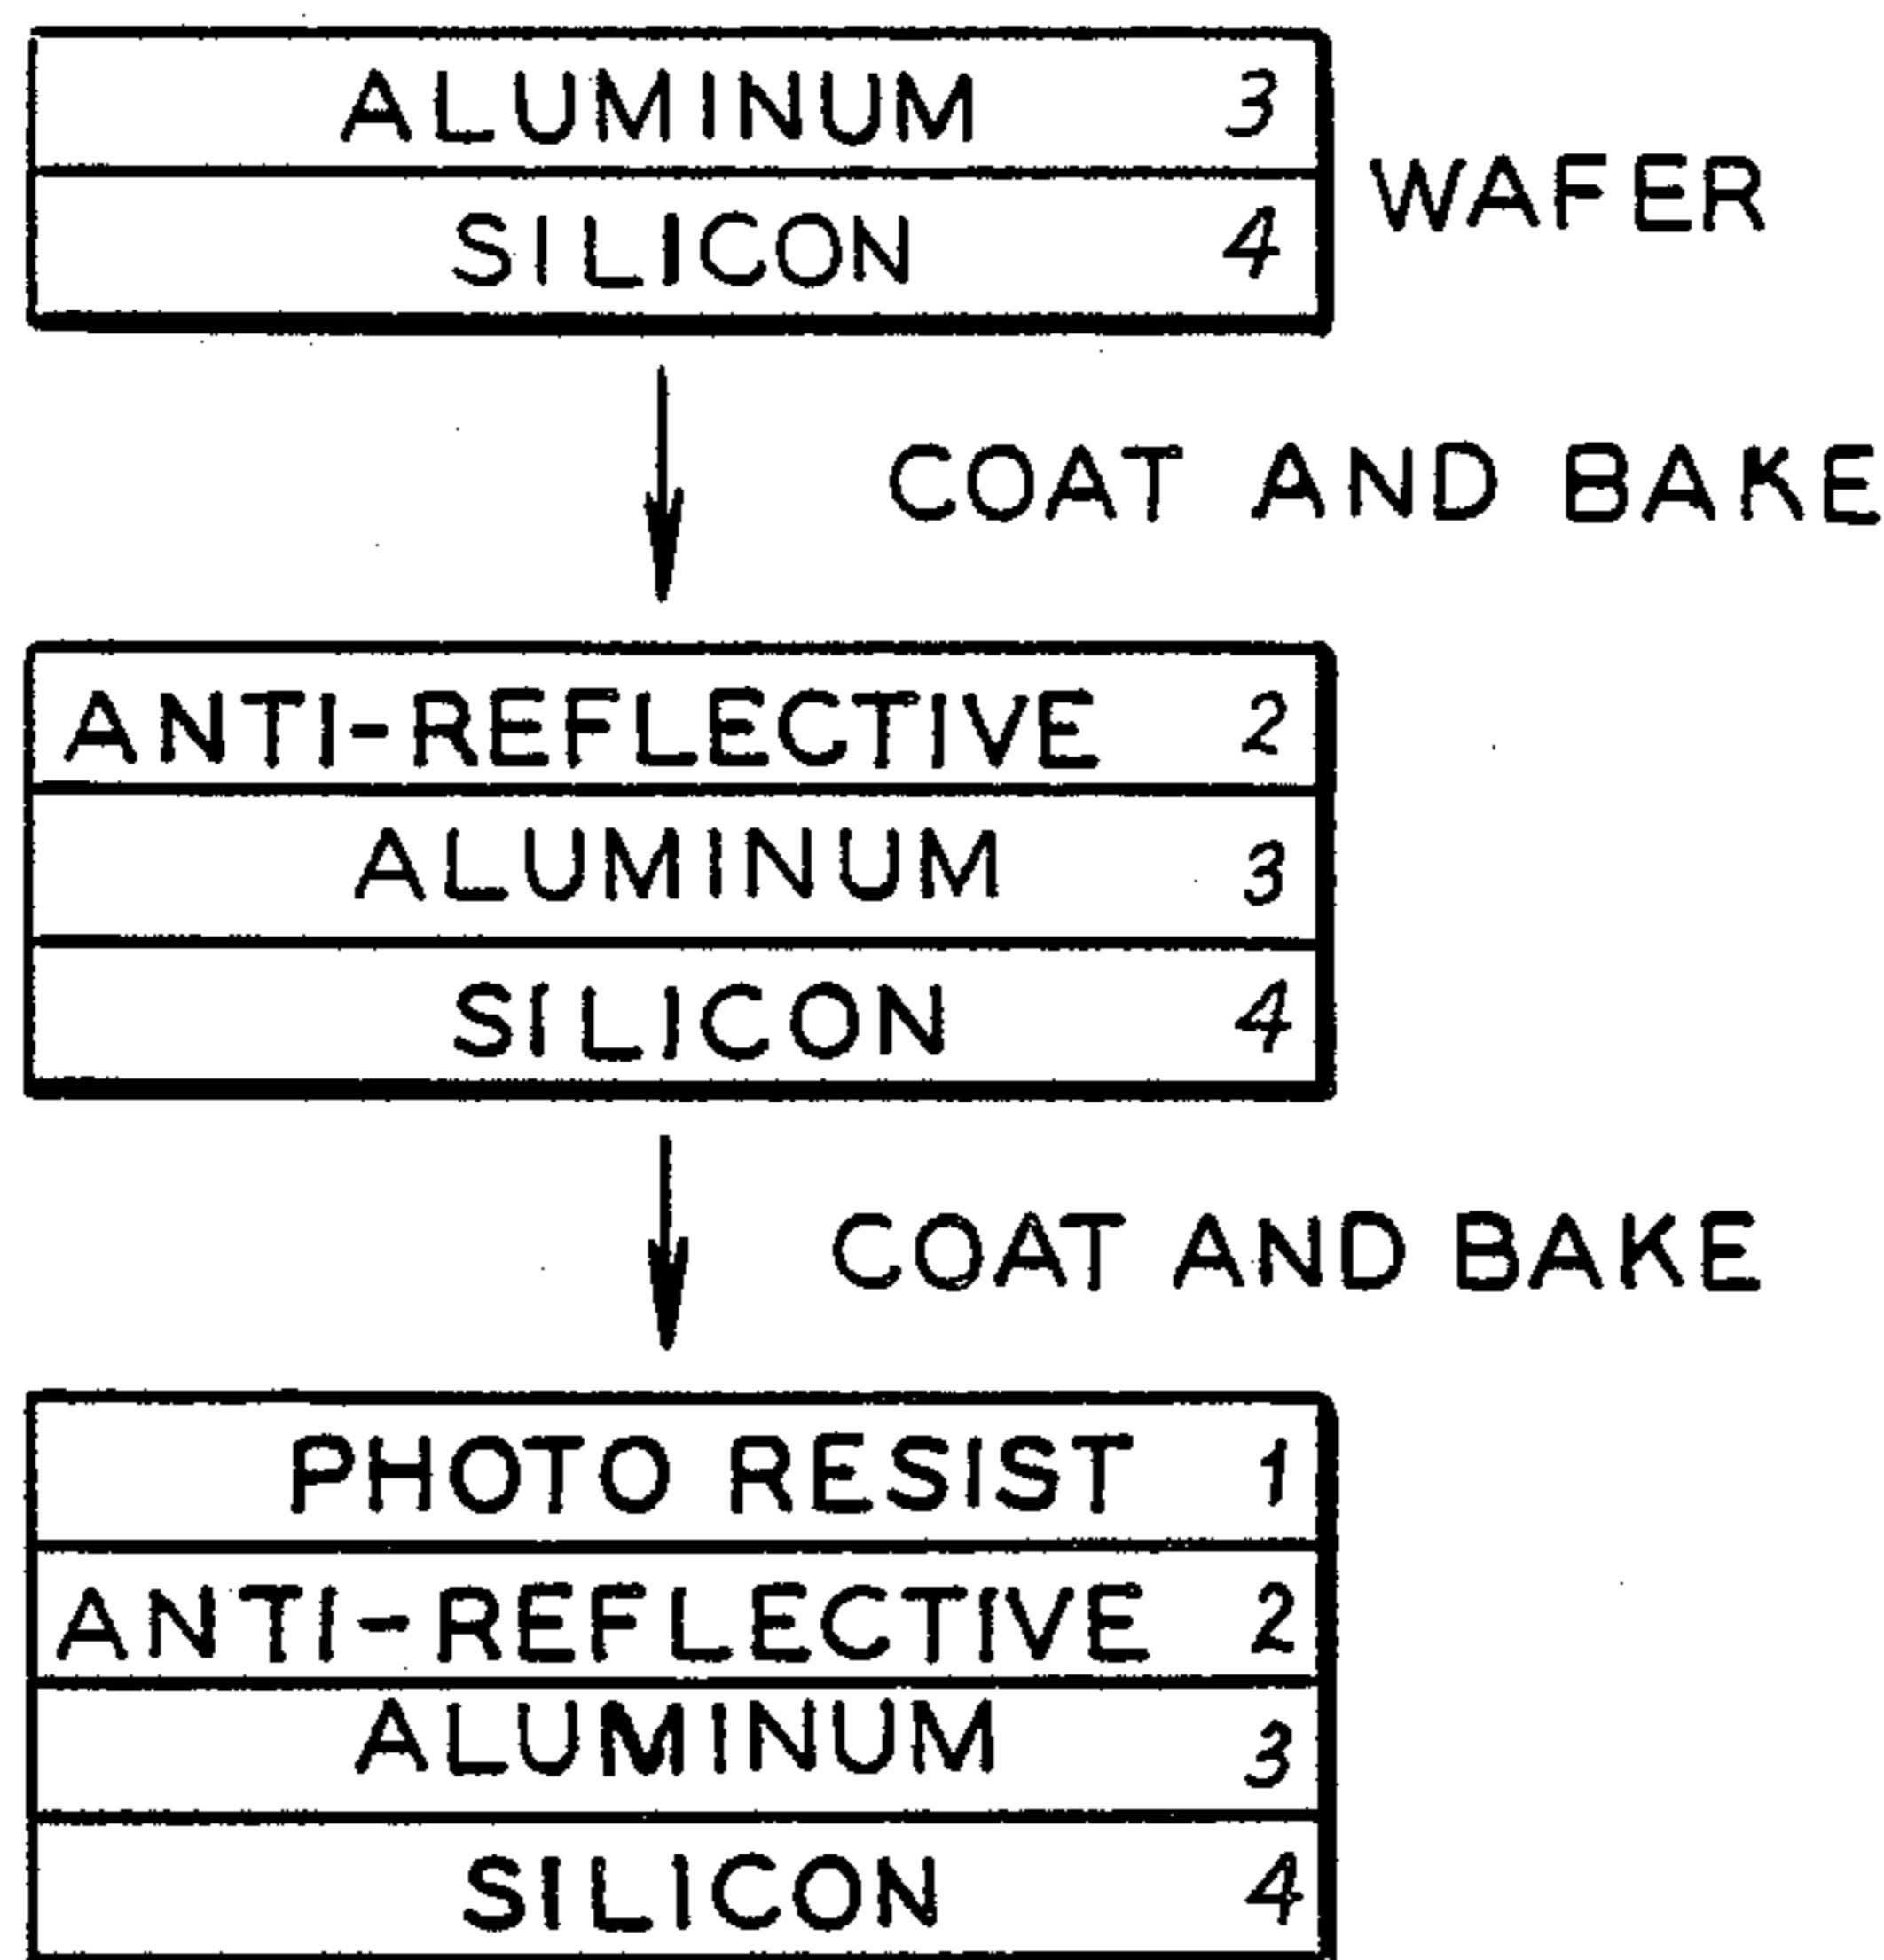 ALUMINUM 3
WAFER
SILICON 4
COAT AND BAKE
ANTI-REFLECTIVE 2
ALUMINUM 3
SILICON 4
COAT AND BAKE
PHOTO RESIST 1
ANTI-REFLECTIVE 2
ALUMINUM 3
SILICON 4